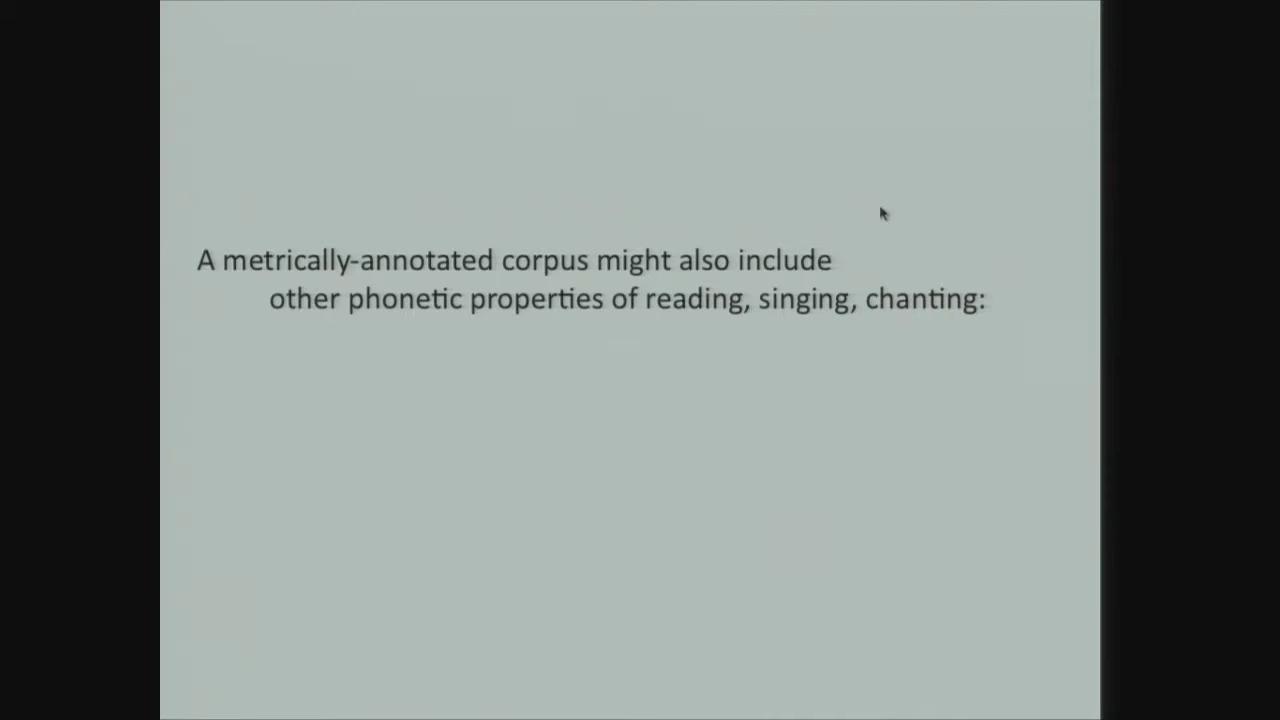 A metrically-annotated corpus might also include
other phonetic properties of reading, singing, chanting: